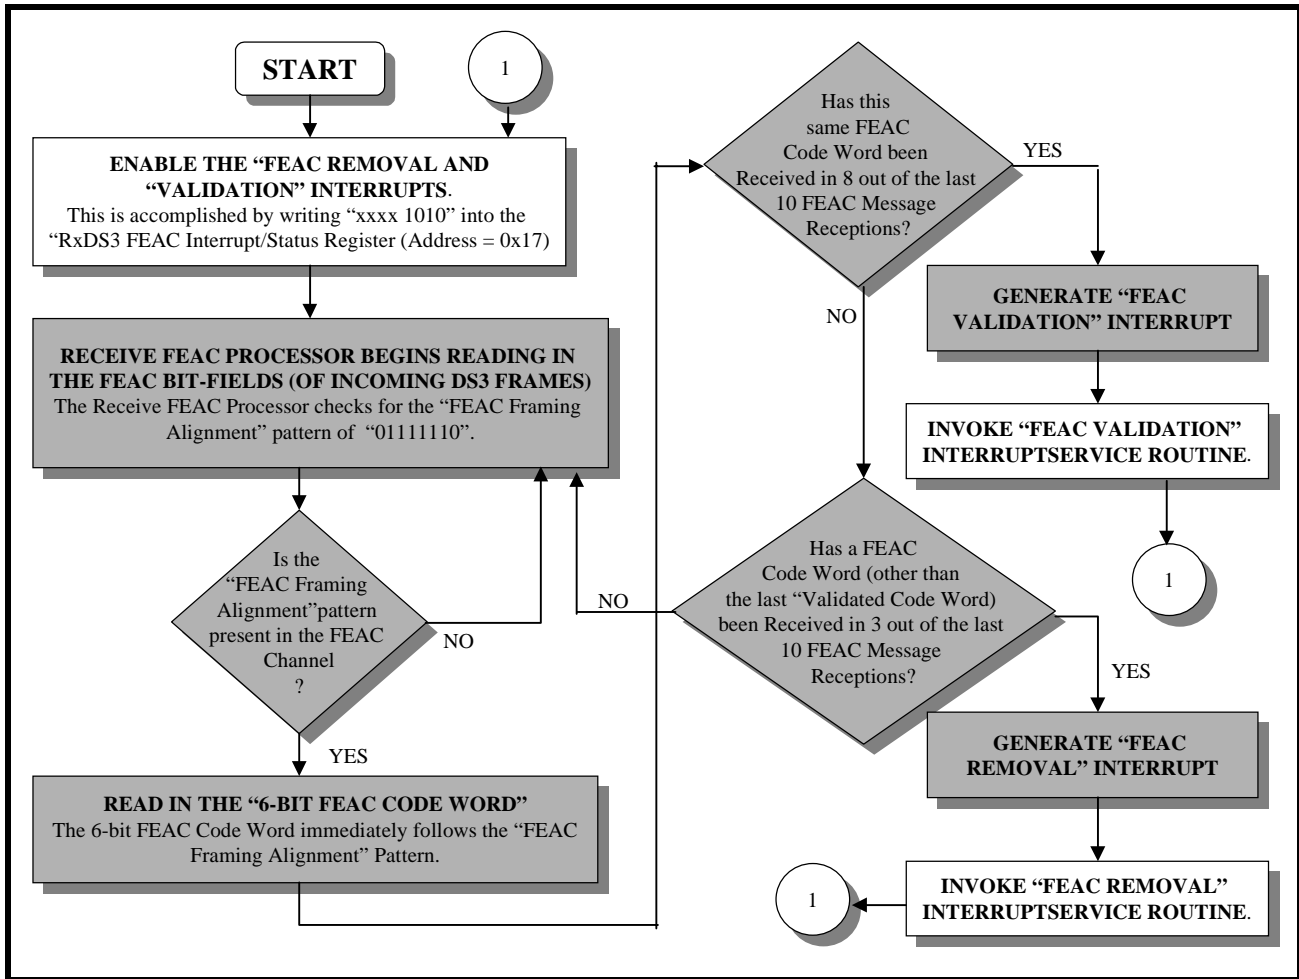 START
1
ENABLE THE “FEAC REMOVAL AND
“VALIDATION” INTERRUPTS.
This is accomplished by writing “xxxx 1010” into the
“RxDS3 FEAC Interrupt/Status Register (Address = 0x17)
RECEIVE FEAC PROCESSOR BEGINS READING IN
THE FEAC BIT-FIELDS (OF INCOMING DS3 FRAMES)
The Receive FEAC Processor checks for the “FEAC Framing
Alignment” pattern of “01111110”.
Is the
“FEAC Framing
Alignment”pattern
present in the FEAC
Channel
?
NO
YES
READ IN THE “6-BIT FEAC CODE WORD”
The 6-bit FEAC Code Word immediately follows the “FEAC
Framing Alignment” Pattern.
Has this
same FEAC
Code Word been
Received in 8 out of the last
10 FEAC Message
Receptions?
YES
NO
GENERATE “FEAC
VALIDATION” INTERRUPT
INVOKE “FEAC VALIDATION”
INTERRUPTSERVICE ROUTINE.
1
Has a FEAC
Code Word (other than
the last “Validated Code Word)
been Received in 3 out of the last
10 FEAC Message
Receptions?
NO
YES
GENERATE “FEAC
REMOVAL” INTERRUPT
INVOKE “FEAC REMOVAL”
INTERRUPTSERVICE ROUTINE.
1